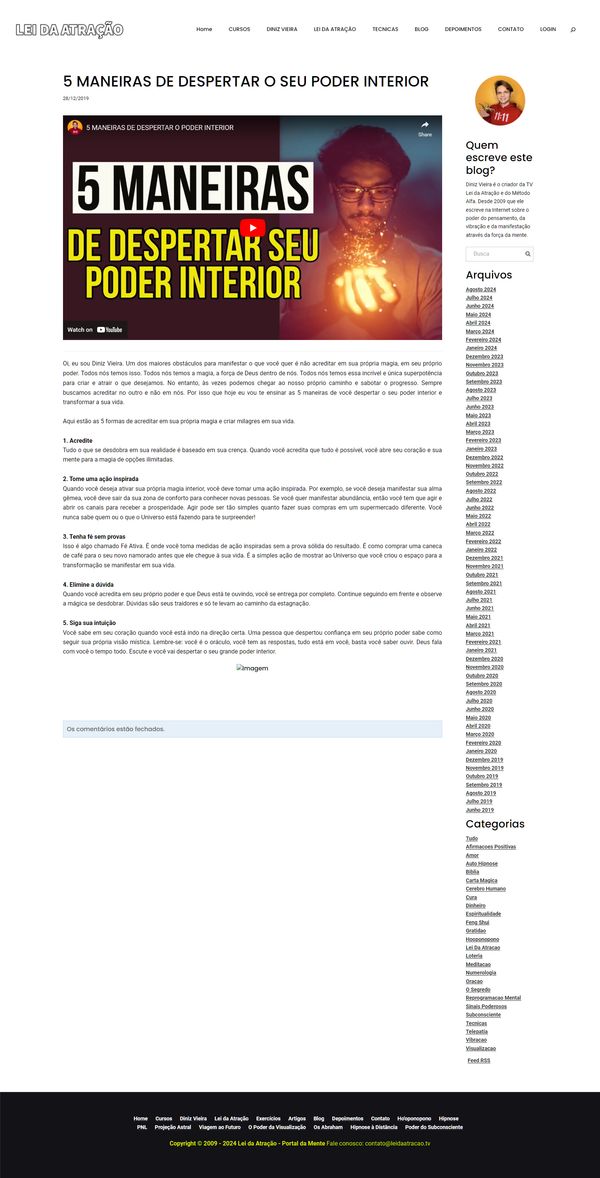 LEI DA ATRAÇÃO
Home CURSOS DINIZ VIEIRA LEI DA ATRAÇÃO TECNICAS BLOG DEPOIMENTOS CONTATO LOGIN
5 MANEIRAS DE DESPERTAR O SEU PODER INTERIOR
28/12/2019
5 MANEIRAS DE DESPERTAR O PODER INTERIOR
Share
5 MANEIRAS
DE DESPERTAR SEU
PODER INTERIOR
Watch on YouTube
Oi, eu sou Diniz Vieira. Um dos maiores obstáculos para manifestar o que você quer é não acreditar em sua própria magia, em seu próprio
poder. Todos nós temos isso. Todos nós temos a magia, a força de Deus dentro de nós. Todos nós temos essa incrível e única superpotência
para criar e atrair o que desejamos. No entanto, às vezes podemos chegar ao nosso próprio caminho e sabotar o progresso. Sempre
buscamos acreditar no outro e não em nós. Por isso que hoje eu vou te ensinar as 5 maneiras de você despertar o seu poder interior e
transformar a sua vida.
Aqui estão as 5 formas de acreditar em sua própria magia e criar milagres em sua vida.
1. Acredite
Tudo o que se desdobra em sua realidade é baseado em sua crença. Quando você acredita que tudo é possível, você abre seu coração e sua
mente para a magia de opções ilimitadas.
2. Tome uma ação inspirada
Quando você deseja ativar sua própria magia interior, você deve tomar uma ação inspirada. Por exemplo, se você deseja manifestar sua alma
gêmea, você deve sair da sua zona de conforto para conhecer novas pessoas. Se você quer manifestar abundância, então você tem que agir e
abrir os canais para receber a prosperidade. Agir pode ser tão simples quanto fazer suas compras em um supermercado diferente. Você
nunca sabe quem ou o que o Universo está fazendo para te surpreender!
3. Tenha fé sem provas
Isso é algo chamado Fé Ativa. É onde você toma medidas de ação inspiradas sem a prova sólida do resultado. É como comprar uma caneca
de café para o seu novo namorado antes que ele chegue à sua vida. É a simples ação de mostrar ao Universo que você criou o espaço para a
transformação se manifestar em sua vida.
4. Elimine a dúvida
Quando você acredita em seu próprio poder e que Deus está te ouvindo, você se entrega por completo. Continue seguindo em frente e observe
a mágica se desdobrar. Dúvidas são seus traidores e só te levam ao caminho da estagnação.
5. Siga sua intuição
Você sabe em seu coração quando você está indo na direção certa. Uma pessoa que despertou confiança em seu próprio poder sabe como
seguir sua própria visão mística. Lembre-se: você é o oráculo, você tem as respostas, tudo está em você, basta você saber ouvir. Deus fala
com você o tempo todo. Escute e você vai despertar o seu grande poder interior.
Imagem
Os comentários estão fechados.
11:11
Quem
escreve este
blog?
Diniz Vieira é o criador da TV
Lei da Atração e do Método
Alfa. Desde 2009 que ele
escreve na Internet sobre o
poder do pensamento, da
vibração e da manifestação
através da força da mente.
Busca
Arquivos
Agosto 2024
Julho 2024
Junho 2024
Maio 2024
Abril 2024
Março 2024
Fevereiro 2024
Janeiro 2024
Dezembro 2023
Novembro 2023
Outubro 2023
Setembro 2023
Agosto 2023
Julho 2023
Junho 2023
Maio 2023
Abril 2023
Março 2023
Fevereiro 2023
Janeiro 2023
Dezembro 2022
Novembro 2022
Outubro 2022
Setembro 2022
Agosto 2022
Julho 2022
Junho 2022
Maio 2022
Abril 2022
Março 2022
Fevereiro 2022
Janeiro 2022
Dezembro 2021
Novembro 2021
Outubro 2021
Setembro 2021
Agosto 2021
Julho 2021
Junho 2021
Maio 2021
Abril 2021
Março 2021
Fevereiro 2021
Janeiro 2021
Dezembro 2020
Novembro 2020
Outubro 2020
Setembro 2020
Agosto 2020
Julho 2020
Junho 2020
Maio 2020
Abril 2020
Março 2020
Fevereiro 2020
Janeiro 2020
Dezembro 2019
Novembro 2019
Outubro 2019
Setembro 2019
Agosto 2019
Julho 2019
Junho 2019
Categorias
Tudo
Afirmacoes Positivas
Amor
Auto Hipnose
Biblia
Carta Magica
Cerebro Humano
Cura
Dinheiro
Espiritualidade
Feng Shui
Gratidao
Hooponopono
Lei Da Atracao
Loteria
Meditacao
Numerologia
Oracao
O Segredo
Reprogramacao Mental
Sinais Poderosos
Subconsciente
Tecnicas
Telepatia
Vibracao
Visualizacao
Feed RSS
Home Cursos Diniz Vieira Lei da Atração Exercícios Artigos Blog Depoimentos Contato Ho'oponopono Hipnose
PNL Projeção Astral Viagem ao Futuro O Poder da Visualização Os Abraham Hipnose à Distância Poder do Subconsciente
Copyright © 2009 - 2024 Lei da Atração - Portal da Mente Fale conosco: contato@leidaatracao.tv